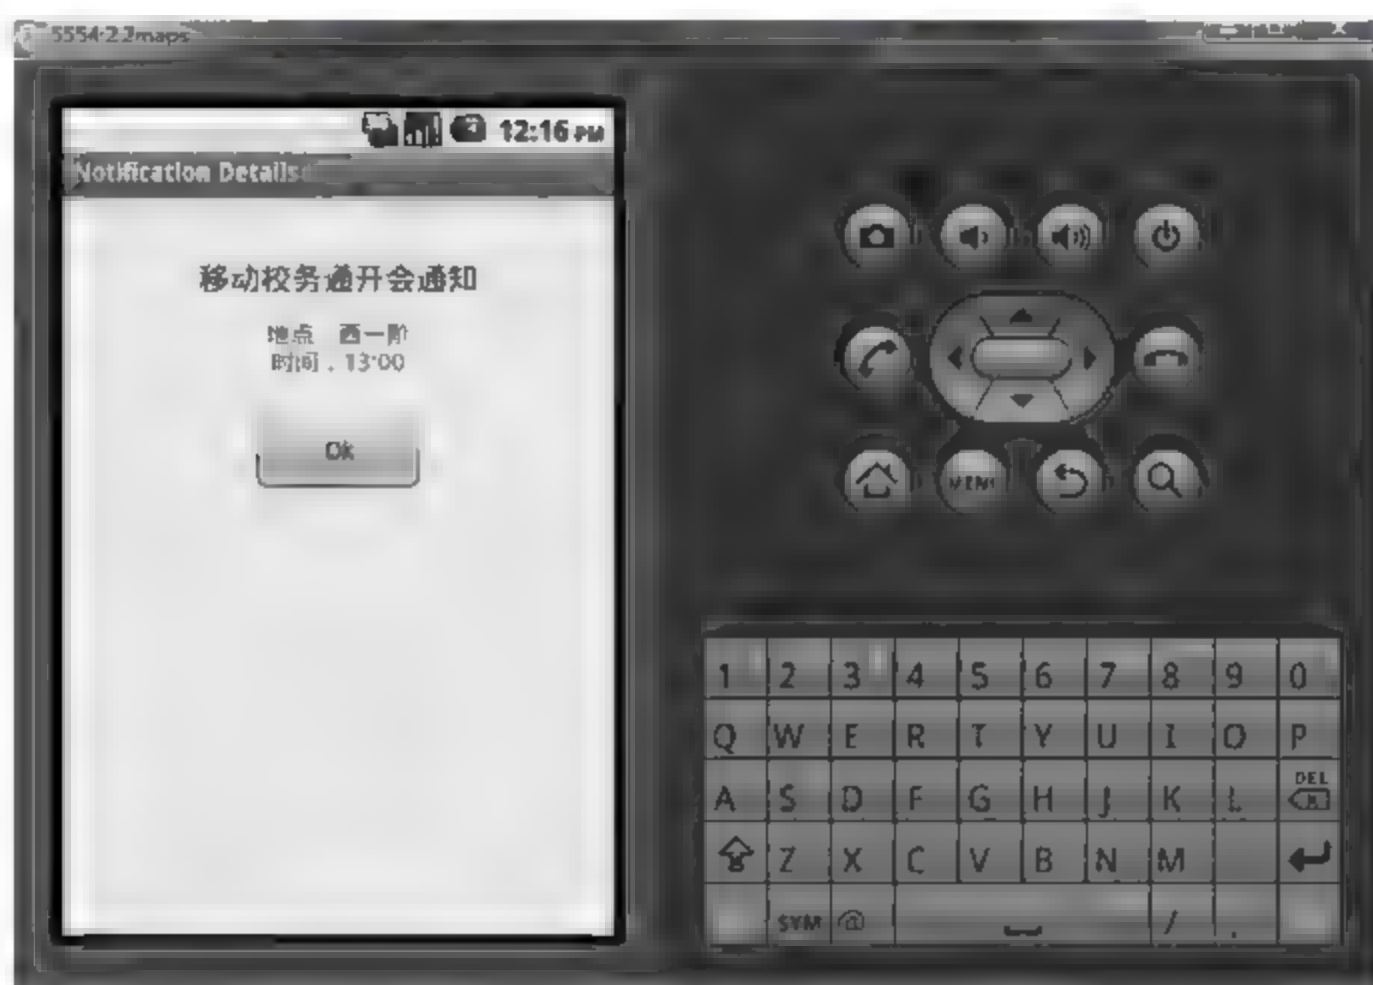 5554:2.2maps
12:16 PM
Notification Details
移动校务通开会通知
地点 西一阶
时间:13:00
Ok
MENU
1 2 3 4 5 6 7 8 9 0
Q W E R T Y U I O P
A S D F G H J K L DEL
Z X C V B N M
SYM @ / ,